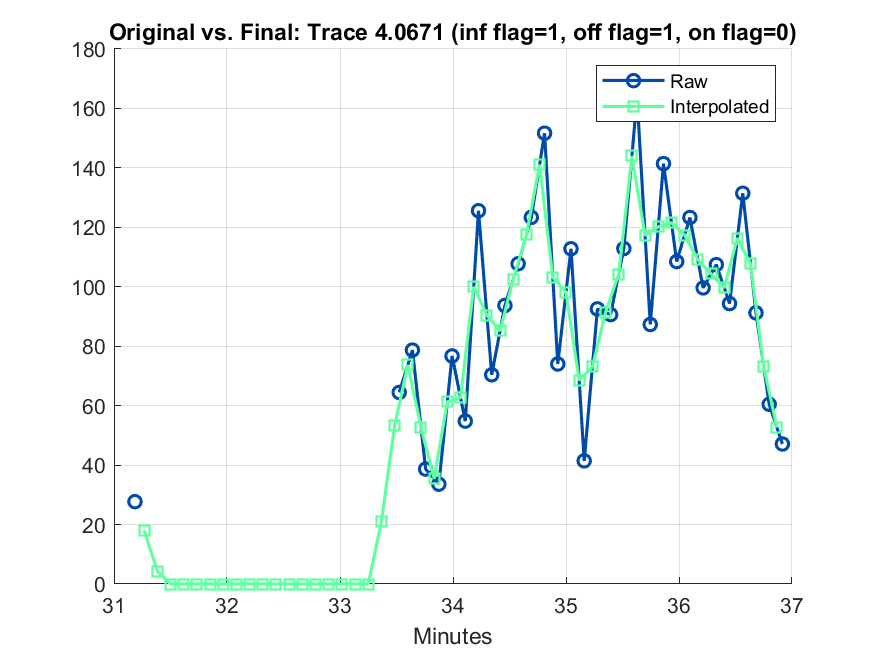 Original vs. Final: Trace 4.0671 (inf flag=1, off flag=1, on flag=0)
180
160
140
120
100
80
60
40
20
0
Raw
Interpolated
31 32 33 34 35 36 37
Minutes